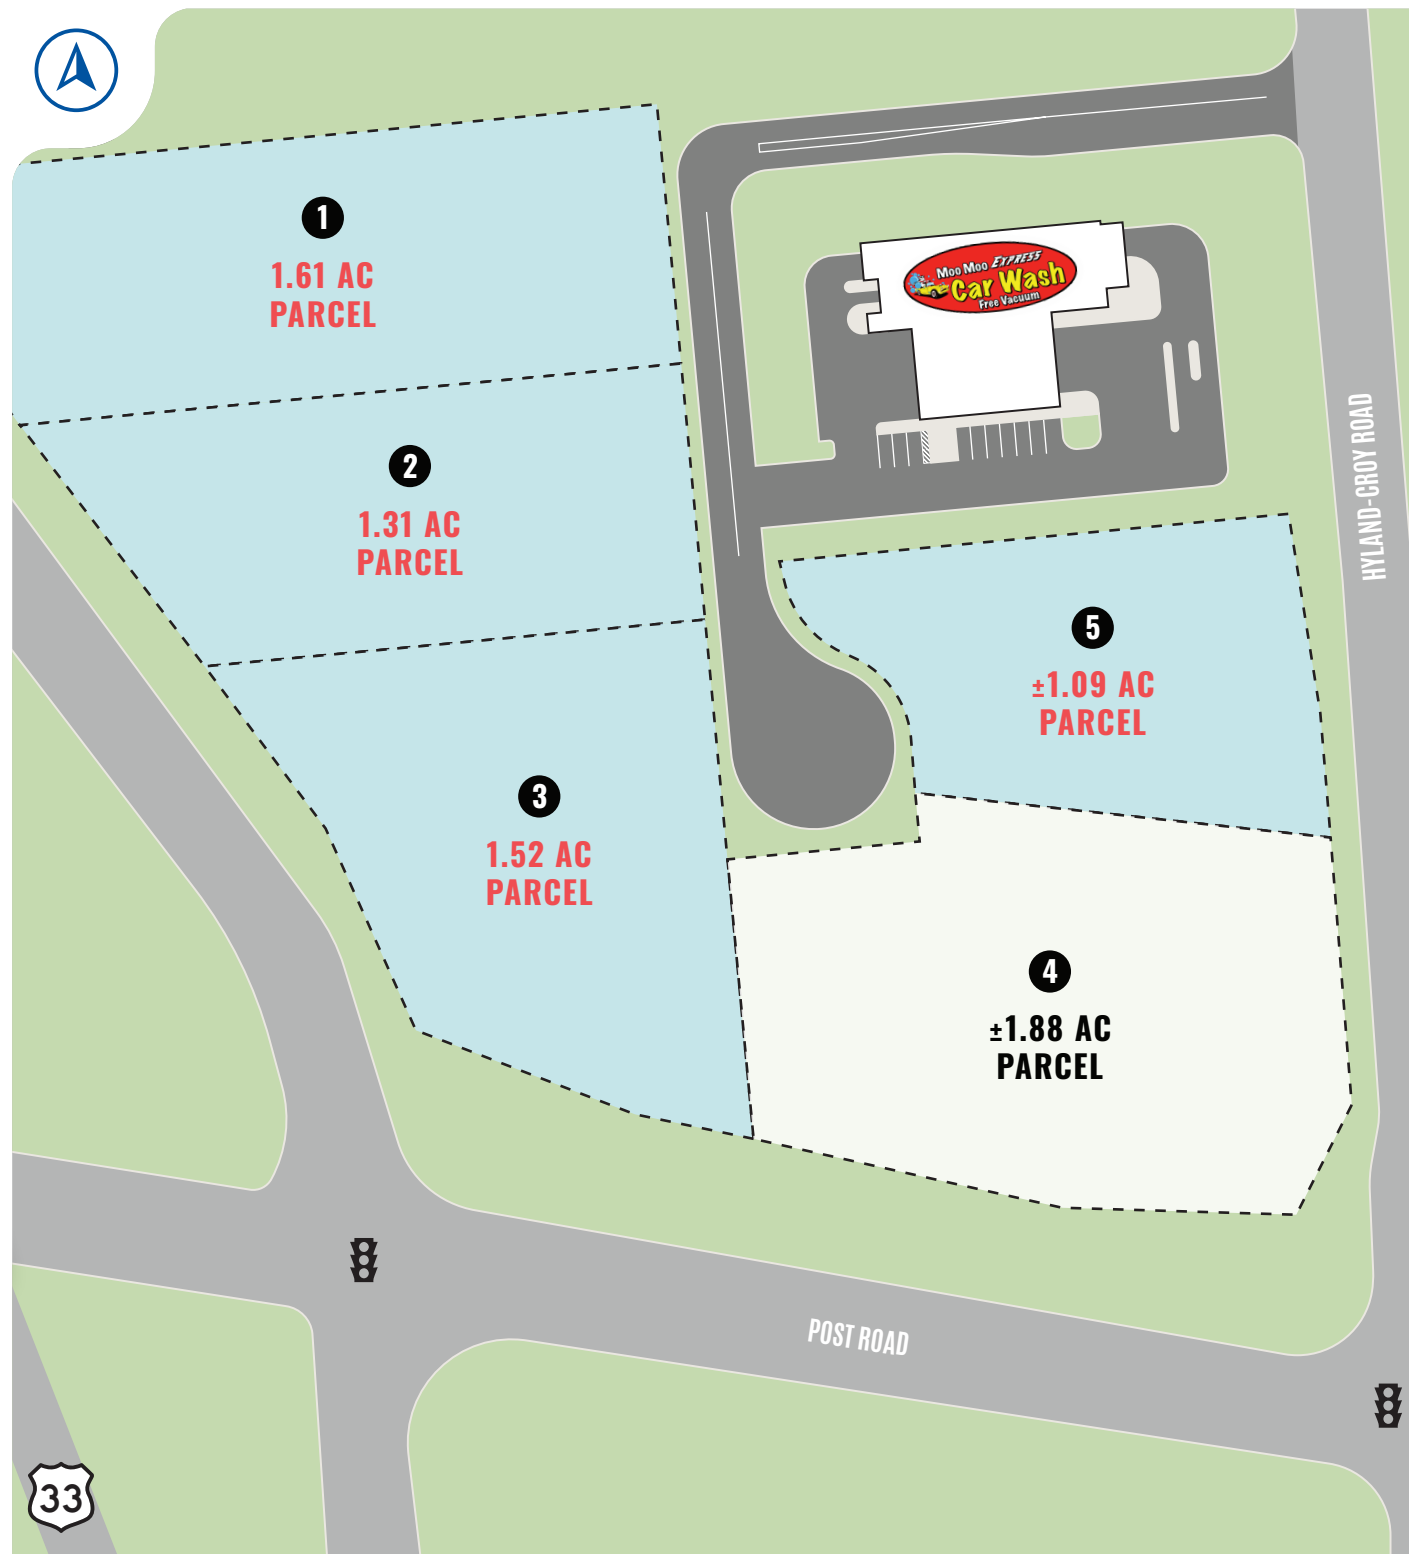 1
1.61 AC
PARCEL
Moo Moo EXPRESS
Car Wash
Free Vacuum
2
1.31 AC
PARCEL
HYLAND-CROY ROAD
5
±1.09 AC
PARCEL
3
1.52 AC
PARCEL
4
±1.88 AC
PARCEL
POST ROAD
33